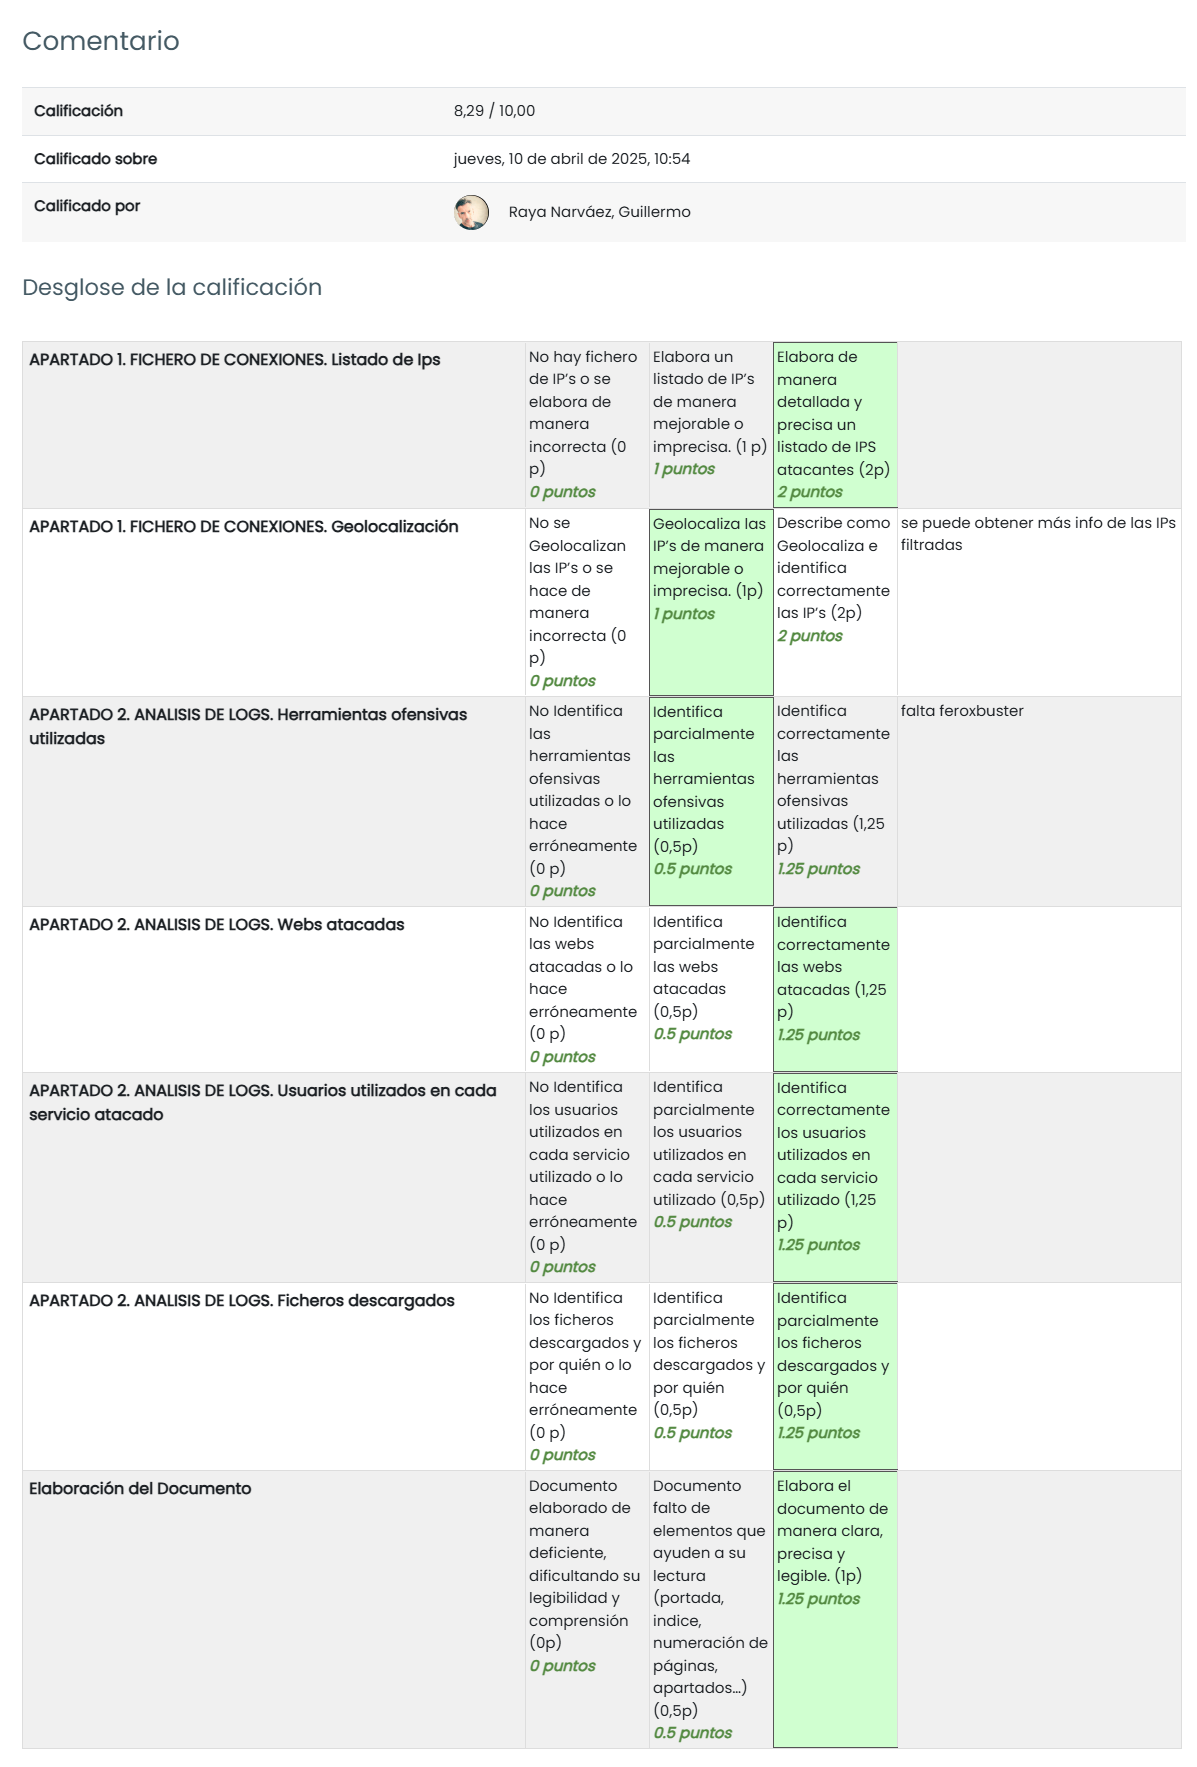 Comentario
Calificación
8,29 / 10,00
Calificado sobre
jueves, 10 de abril de 2025, 10:54
Calificado por
Raya Narváez, Guillermo
Desglose de la calificación
APARTADO 1. FICHERO DE CONEXIONES. Listado de Ips
No hay fichero
de IP's o se
elabora de
manera
incorrecta (0
p)
0 puntos
Elabora un
listado de IP's
de manera
mejorable o
imprecisa. (1 p)
1 puntos
Elabora de
manera
detallada y
precisa un
listado de IPS
atacantes (2p)
2 puntos
APARTADO 1. FICHERO DE CONEXIONES. Geolocalización
No se
Geolocalizan
las IP's o se
hace de
manera
incorrecta (0
p)
0 puntos
Geolocaliza las
IP's de manera
mejorable o
imprecisa. (1p)
1 puntos
Describe como
Geolocaliza e
identifica
correctamente
las IP's (2p)
2 puntos
se puede obtener más info de las IPs
filtradas
APARTADO 2. ANALISIS DE LOGS. Herramientas ofensivas
utilizadas
No Identifica
las
herramientas
ofensivas
utilizadas o lo
hace
erróneamente
(0 p)
0 puntos
Identifica
parcialmente
las
herramientas
ofensivas
utilizadas
(0,5p)
0.5 puntos
Identifica
correctamente
las
herramientas
ofensivas
utilizadas (1,25
p)
1.25 puntos
falta feroxbuster
APARTADO 2. ANALISIS DE LOGS. Webs atacadas
No Identifica
las webs
atacadas o lo
hace
erróneamente
(0 p)
0 puntos
Identifica
parcialmente
las webs
atacadas
(0,5p)
0.5 puntos
Identifica
correctamente
las webs
atacadas (1,25
p)
1.25 puntos
APARTADO 2. ANALISIS DE LOGS. Usuarios utilizados en cada
servicio atacado
No Identifica
los usuarios
utilizados en
cada servicio
utilizado o lo
hace
erróneamente
(0 p)
0 puntos
Identifica
parcialmente
los usuarios
utilizados en
cada servicio
utilizado (0,5p)
0.5 puntos
Identifica
correctamente
los usuarios
utilizados en
cada servicio
utilizado (1,25
p)
1.25 puntos
APARTADO 2. ANALISIS DE LOGS. Ficheros descargados
No Identifica
los ficheros
descargados y
por quién o lo
hace
erróneamente
(0 p)
0 puntos
Identifica
parcialmente
los ficheros
descargados y
por quién
(0,5p)
0.5 puntos
Identifica
parcialmente
los ficheros
descargados y
por quién
(0,5p)
1.25 puntos
Elaboración del Documento
Documento
elaborado de
manera
deficiente,
dificultando su
legibilidad y
comprensión
(0p)
0 puntos
Documento
falto de
elementos que
ayuden a su
lectura
(portada,
indice,
numeración de
páginas,
apartados...)
(0,5p)
0.5 puntos
Elabora el
documento de
manera clara,
precisa y
legible. (1p)
1.25 puntos